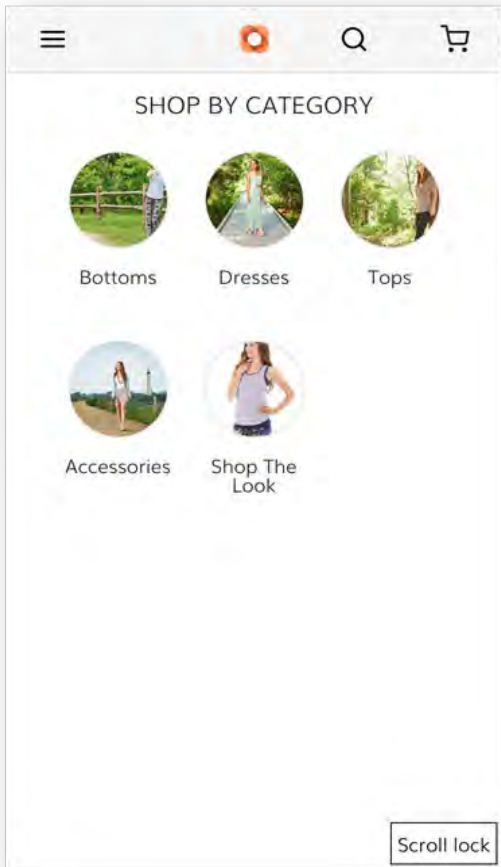 SHOP BY CATEGORY
Bottoms
Dresses
Tops
Accessories
Shop The
Look
Scroll lock